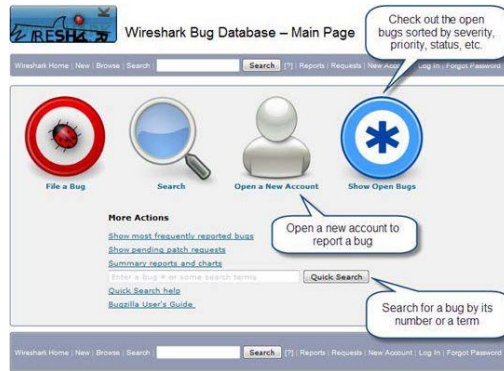 WIRESHARK
Wireshark Bug Database – Main Page
Check out the open
bugs sorted by severity,
priority, status, etc.
Wireshark Home | New | Browse | Search | Search [?] | Reports | Requests | New Account | Log In | Forgot Password
File a Bug
Search
Open a New Account
Show Open Bugs
More Actions
Show most frequently reported bugs
Show pending patch requests
Summary reports and charts
Enter a bug # or some search terms
Quick Search
Quick Search help
Bugzilla User's Guide
Open a new account to
report a bug
Search for a bug by its
number or a term
Wireshark Home | New | Browse | Search | Search [?] | Reports | Requests | New Account | Log In | Forgot Password